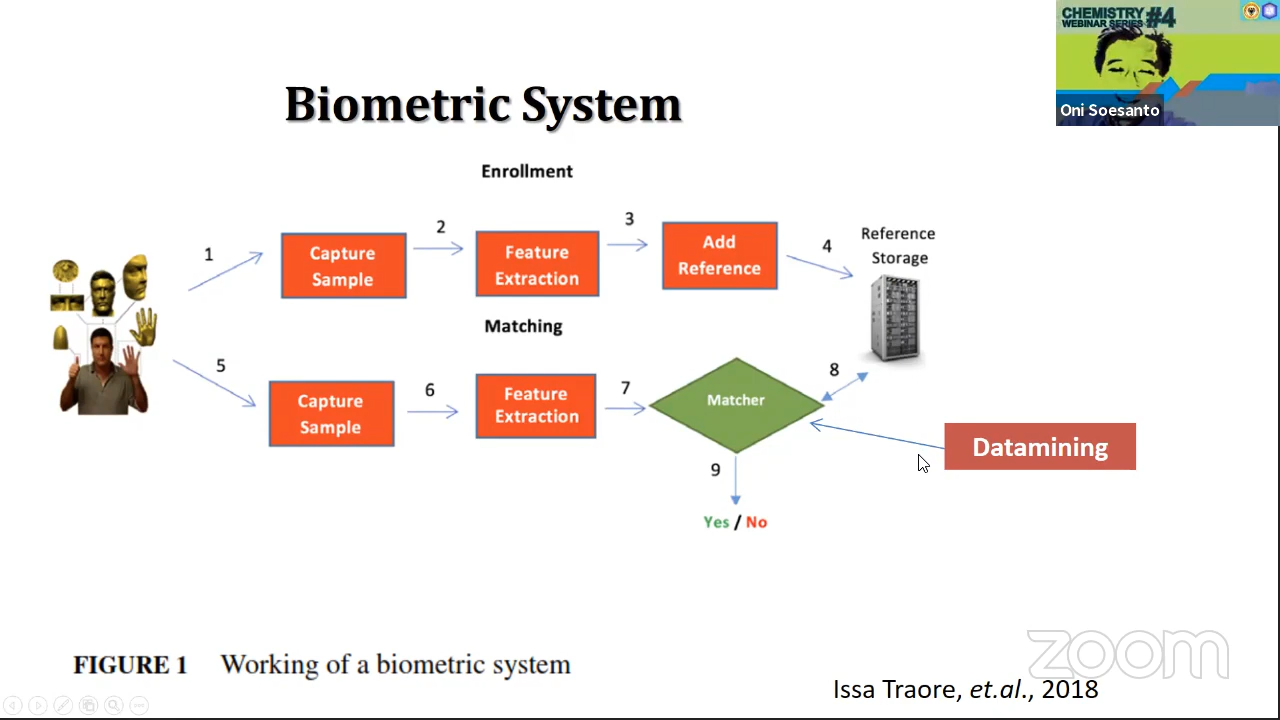 CHEMISTRY
WEBINAR SERIES #4
Oni Soesanto
Biometric System
Enrollment
1
Capture
Sample
2
Feature
Extraction
3
Add
Reference
4
Reference
Storage
Matching
5
Capture
Sample
6
Feature
Extraction
7
Matcher
8
Datamining
9
Yes / No
FIGURE 1 Working of a biometric system
zoom
Issa Traore, et.al., 2018